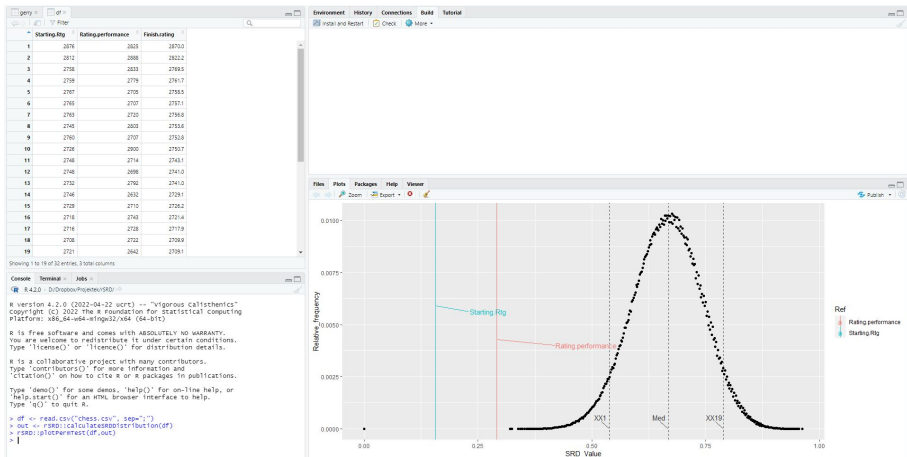 gerry × df ×
Filter
Starting.Rtg Rating.performance Finish.rating
1 2876 2823 2870.0
2 2812 2888 2822.2
3 2758 2833 2769.5
4 2759 2779 2761.7
5 2767 2705 2758.5
6 2765 2707 2757.1
7 2763 2720 2756.8
8 2745 2803 2753.6
9 2760 2707 2752.8
10 2726 2900 2750.7
11 2748 2714 2743.1
12 2748 2698 2741.0
13 2732 2792 2741.0
14 2746 2632 2729.1
15 2729 2710 2726.2
16 2718 2743 2721.4
17 2716 2728 2717.9
18 2708 2722 2709.9
19 2721 2642 2709.1
Showing 1 to 19 of 32 entries, 3 total columns
Console Terminal × Jobs ×
R 4.2.0 · D:/Dropbox/Projektek/rSRD/
R version 4.2.0 (2022-04-22 ucrt) -- "Vigorous Calisthenics"
Copyright (C) 2022 The R Foundation for Statistical Computing
Platform: x86_64-w64-mingw32/x64 (64-bit)
R is free software and comes with ABSOLUTELY NO WARRANTY.
You are welcome to redistribute it under certain conditions.
Type 'license()' or 'licence()' for distribution details.
R is a collaborative project with many contributors.
Type 'contributors()' for more information and
'citation()' on how to cite R or R packages in publications.
Type 'demo()' for some demos, 'help()' for on-line help, or
'help.start()' for an HTML browser interface to help.
Type 'q()' to quit R.
> df <- read.csv("chess.csv", sep=";")
> out <- rSRD::calculateSRDDistribution(df)
> rSRD::plotPermTest(df,out)
>
Environment History Connections Build Tutorial
Install and Restart Check More
Files Plots Packages Help Viewer
Zoom Export Publish
Relative_frequency
0.0100
0.0075
0.0050
0.0025
0.0000
Starting.Rtg
Rating.performance
XX1 Med XX19
0.00 0.25 0.50 0.75 1.00
SRD_Value
Ref
Rating.performance
Starting.Rtg